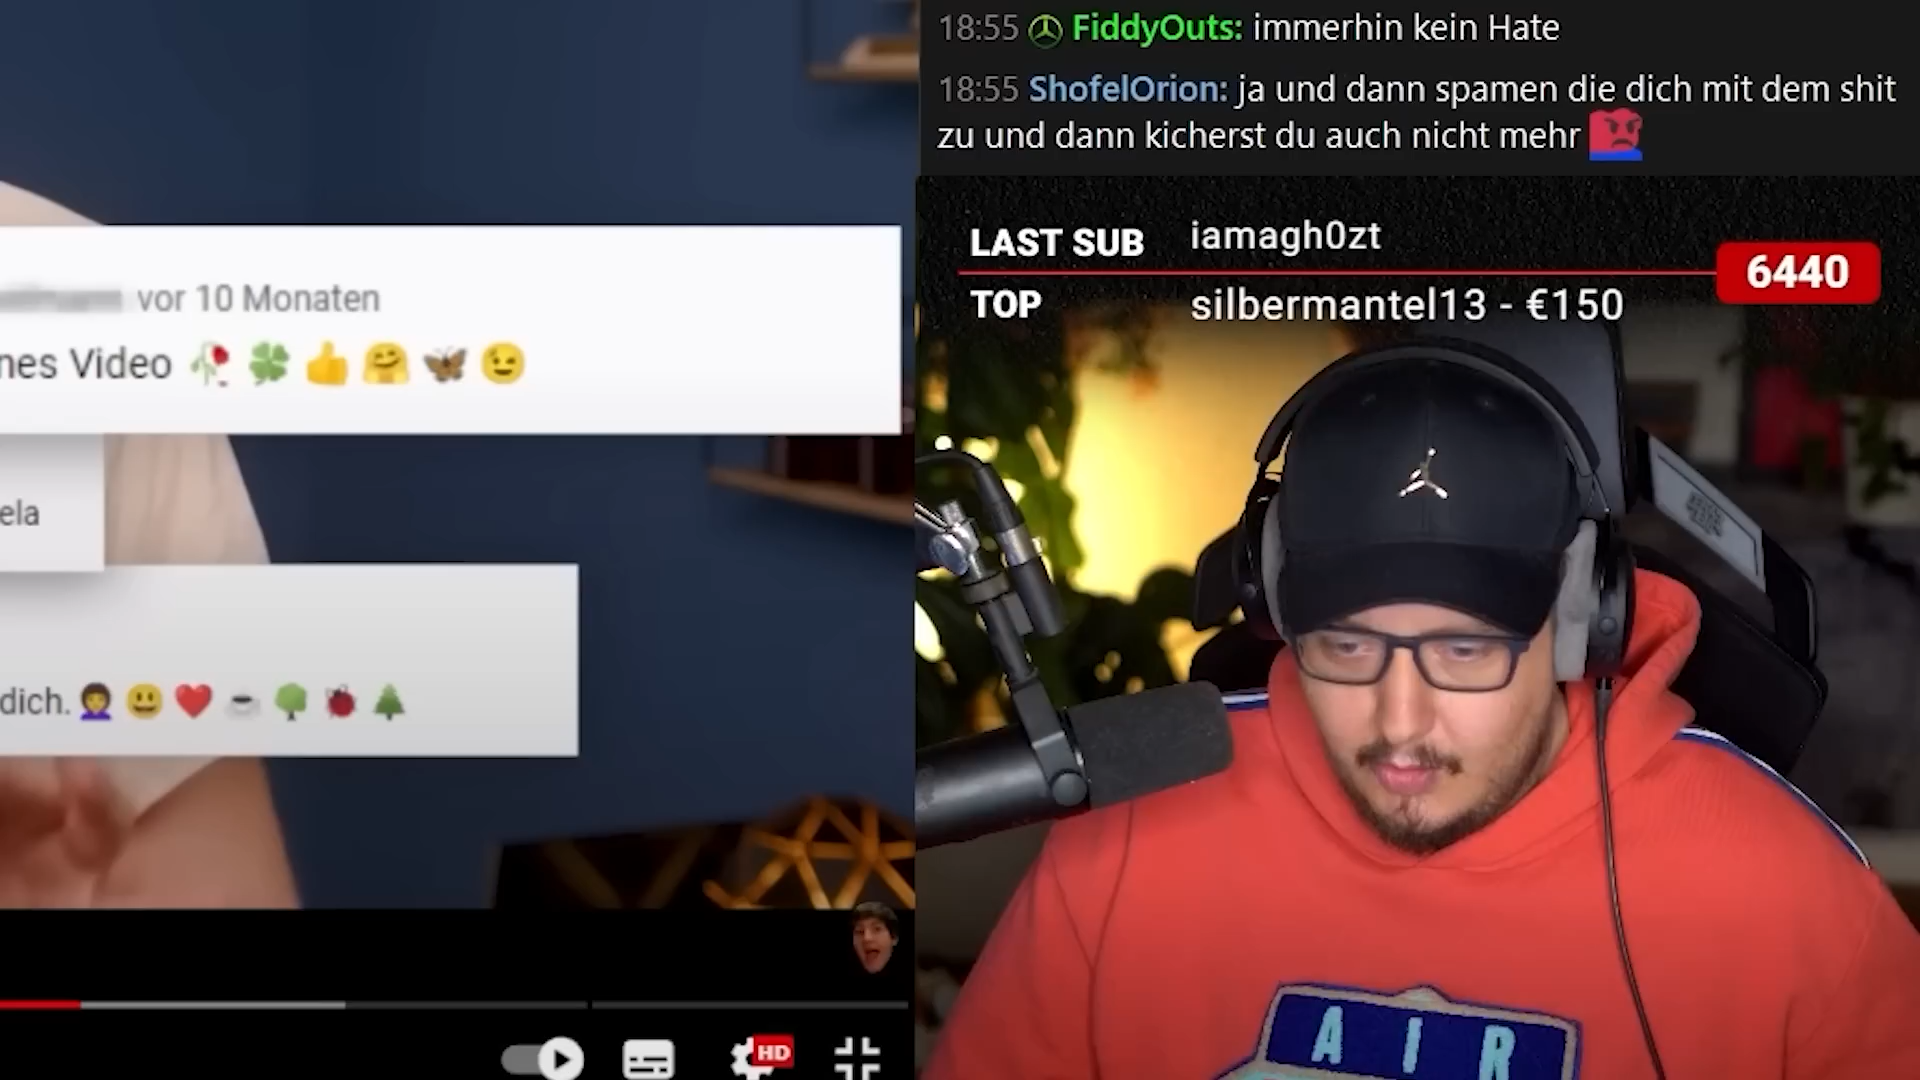 18:55 FiddyOuts: immerhin kein Hate
18:55 ShofelOrion: ja und dann spamen die dich mit dem shit
zu und dann kicherst du auch nicht mehr
LAST SUB iamagh0zt
6440
TOP silbermantel13 - €150
vor 10 Monaten
nes Video
ela
dich.
HD
AIR